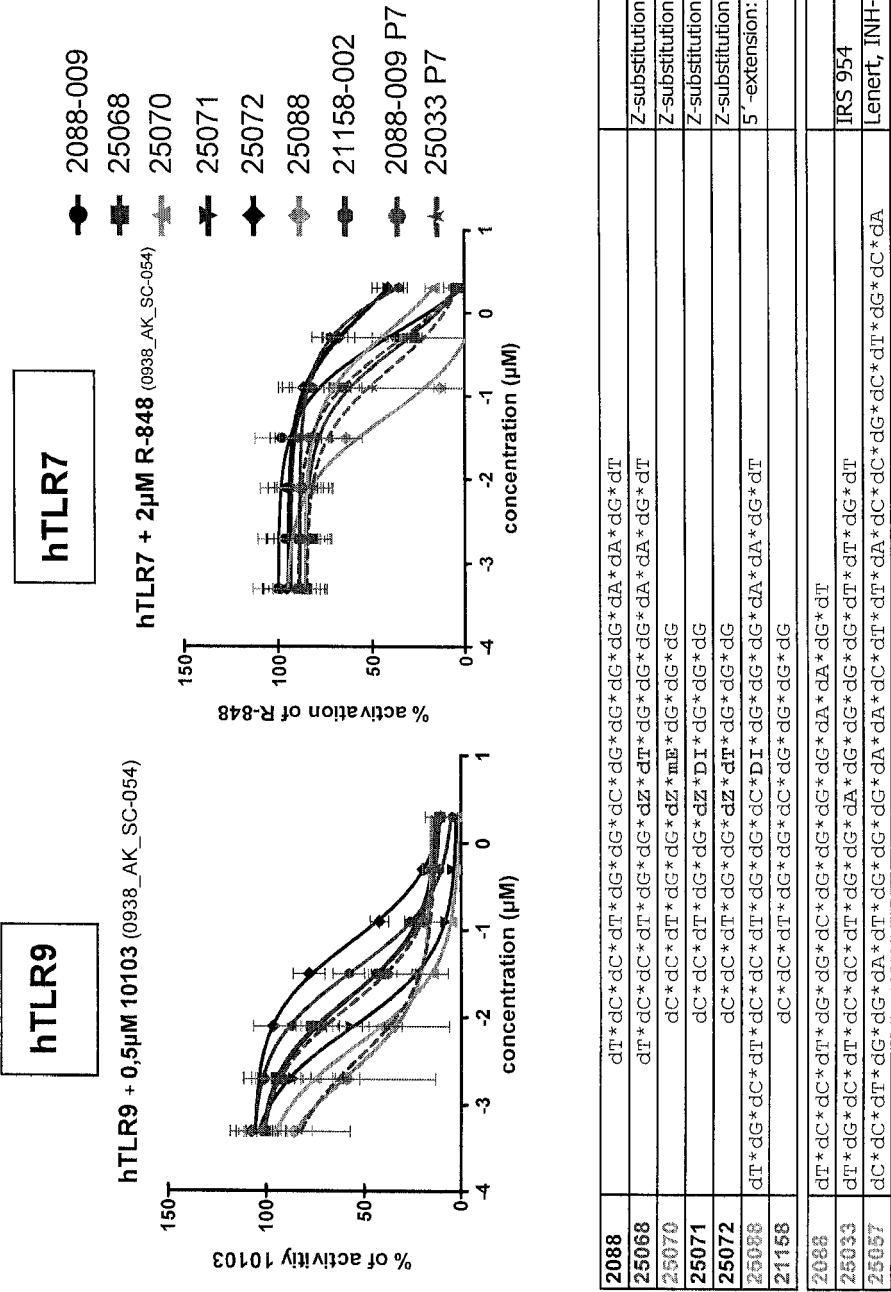 hTLR9
hTLR9 + 0,5µM 10103 (0938_AK_SC-054)
% of activitiy 10103
150
100
50
0
-4
-3
-2
-1
0
1
concentration (µM)
hTLR7
hTLR7 + 2µM R-848 (0938_AK_SC-054)
% activation of R-848
150
100
50
0
-4
-3
-2
-1
0
1
concentration (µM)
2088-009
25068
25070
25071
25072
25088
21158-002
2088-009 P7
25033 P7
2088 dT*dC*dC*dT*dG*dG*dC*dG*dG*dG*dG*dA*dA*dG*dT
25068 dT*dC*dC*dT*dG*dG*dZ*dT*dG*dG*dG*dA*dA*dG*dT Z-substitution
25070 dC*dC*dT*dG*dG*dZ*mE*dG*dG*dG Z-substitution
25071 dC*dC*dT*dG*dG*dZ*DI*dG*dG*dG Z-substitution
25072 dC*dC*dT*dG*dG*dZ*dT*dG*dG*dG Z-substitution
25088 dT*dG*dC*dT*dC*dC*dT*dG*dG*dC*DI*dG*dG*dG*dA*dA*dG*dT 5´-extension:
21158 dC*dC*dT*dG*dG*dC*dG*dG*dG*dG
2088 dT*dC*dC*dT*dG*dG*dC*dG*dG*dG*dG*dA*dA*dG*dT
25033 dT*dG*dC*dT*dC*dC*dT*dG*dG*dA*dG*dG*dG*dG*dT*dT*dG*dT IRS 954
25057 dC*dC*dT*dG*dG*dA*dT*dG*dG*dG*dA*dA*dC*dT*dT*dA*dC*dC*dG*dC*dT*dG*dC*dA Lenert, INH-